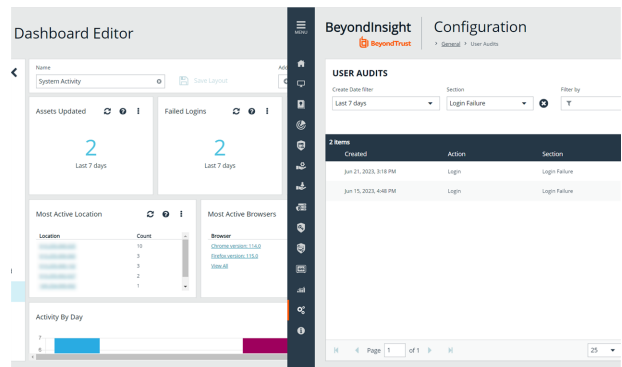 Dashboard Editor
Name
Add
System Activity
Save Layout
Assets Updated
Failed Logins
2
Last 7 days
2
Last 7 days
Most Active Location
Most Active Browsers
Location
Count
Browser
10
3
3
2
1
Chrome version: 114.0
Firefox version: 115.0
View All
Activity By Day
7
6
MENU
BeyondInsight
BeyondTrust
Configuration
General > User Audits
USER AUDITS
Create Date filter
Section
Filter by
Last 7 days
Login Failure
2 items
Created
Action
Section
Jun 21, 2023, 3:18 PM
Login
Login Failure
Jun 15, 2023, 4:48 PM
Login
Login Failure
Page 1 of 1
25